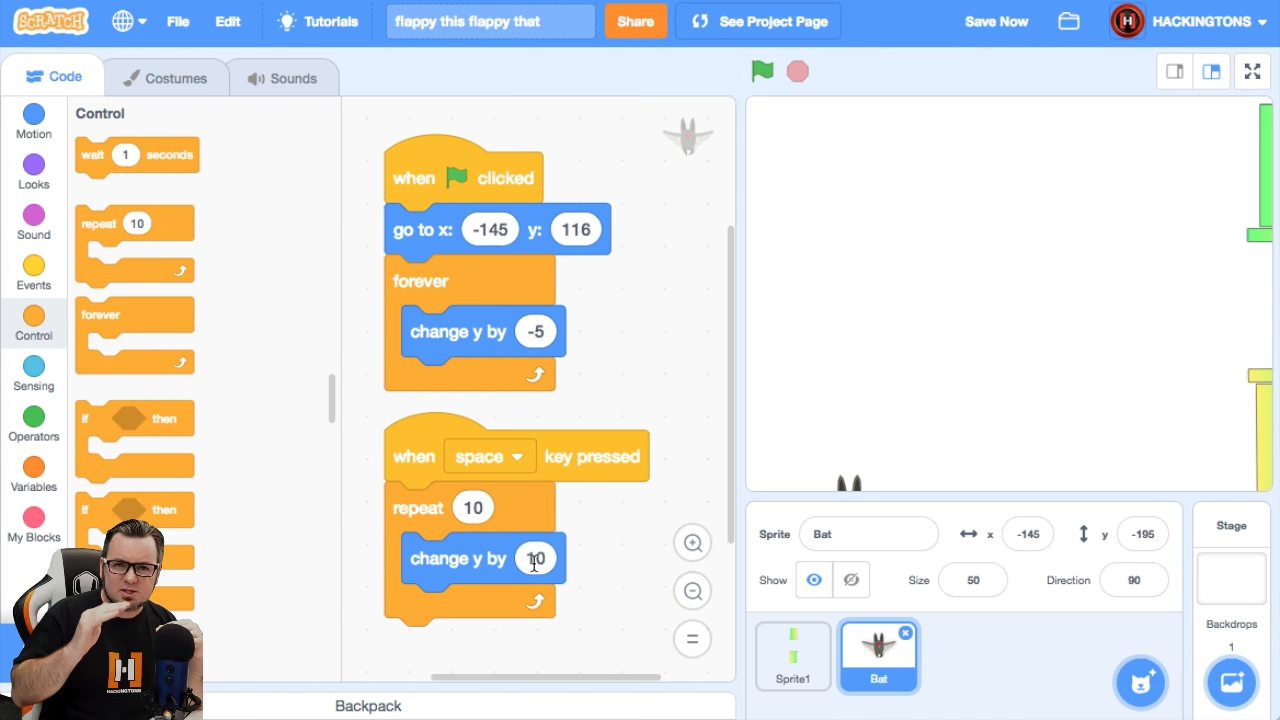 SCRATCH File Edit Tutorials flappy this flappy that Share See Project Page Save Now HACKINGTONS
Code Costumes Sounds
Motion
Looks
Sound
Events
Control
Sensing
Operators
Variables
My Blocks
Control
wait 1 seconds
repeat 10
forever
if then
if then
when clicked
go to x: -145 y: 116
forever
change y by -5
when space key pressed
repeat 10
change y by 10
Backpack
H
HACKINGTONS
Sprite Bat x -145 y -195
Show Size 50 Direction 90
Sprite1
Bat
Stage
Backdrops
1